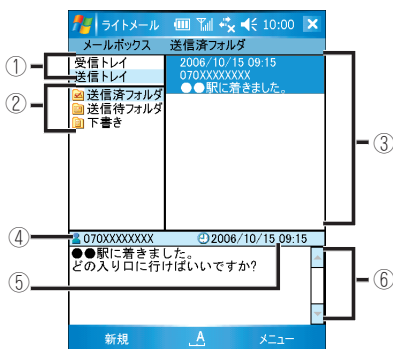 ライトメール 10:00
メールボックス 送信済フォルダ
① 受信トレイ
送信トレイ
② 送信済フォルダ
送信待フォルダ
下書き
2006/10/15 09:15
070XXXXXXXX
●●駅に着きました。
③
④ 070XXXXXXXX 2006/10/15 09:15
●●駅に着きました。
どの入り口に行けばいいですか?
⑤
⑥
新規 A メニュー